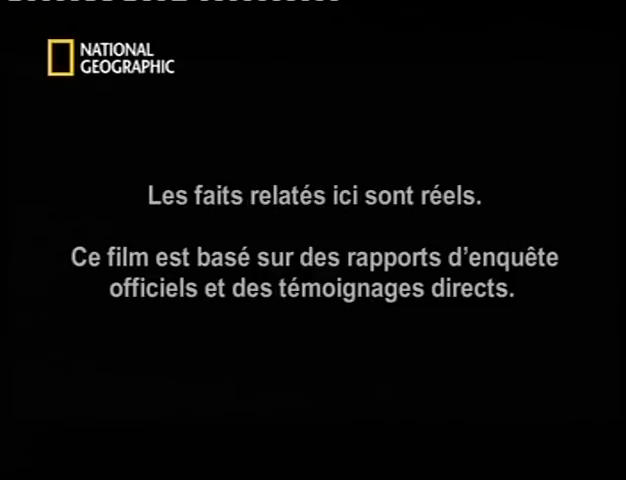 NATIONAL
GEOGRAPHIC
Les faits relatés ici sont réels.
Ce film est basé sur des rapports d'enquête
officiels et des témoignages directs.